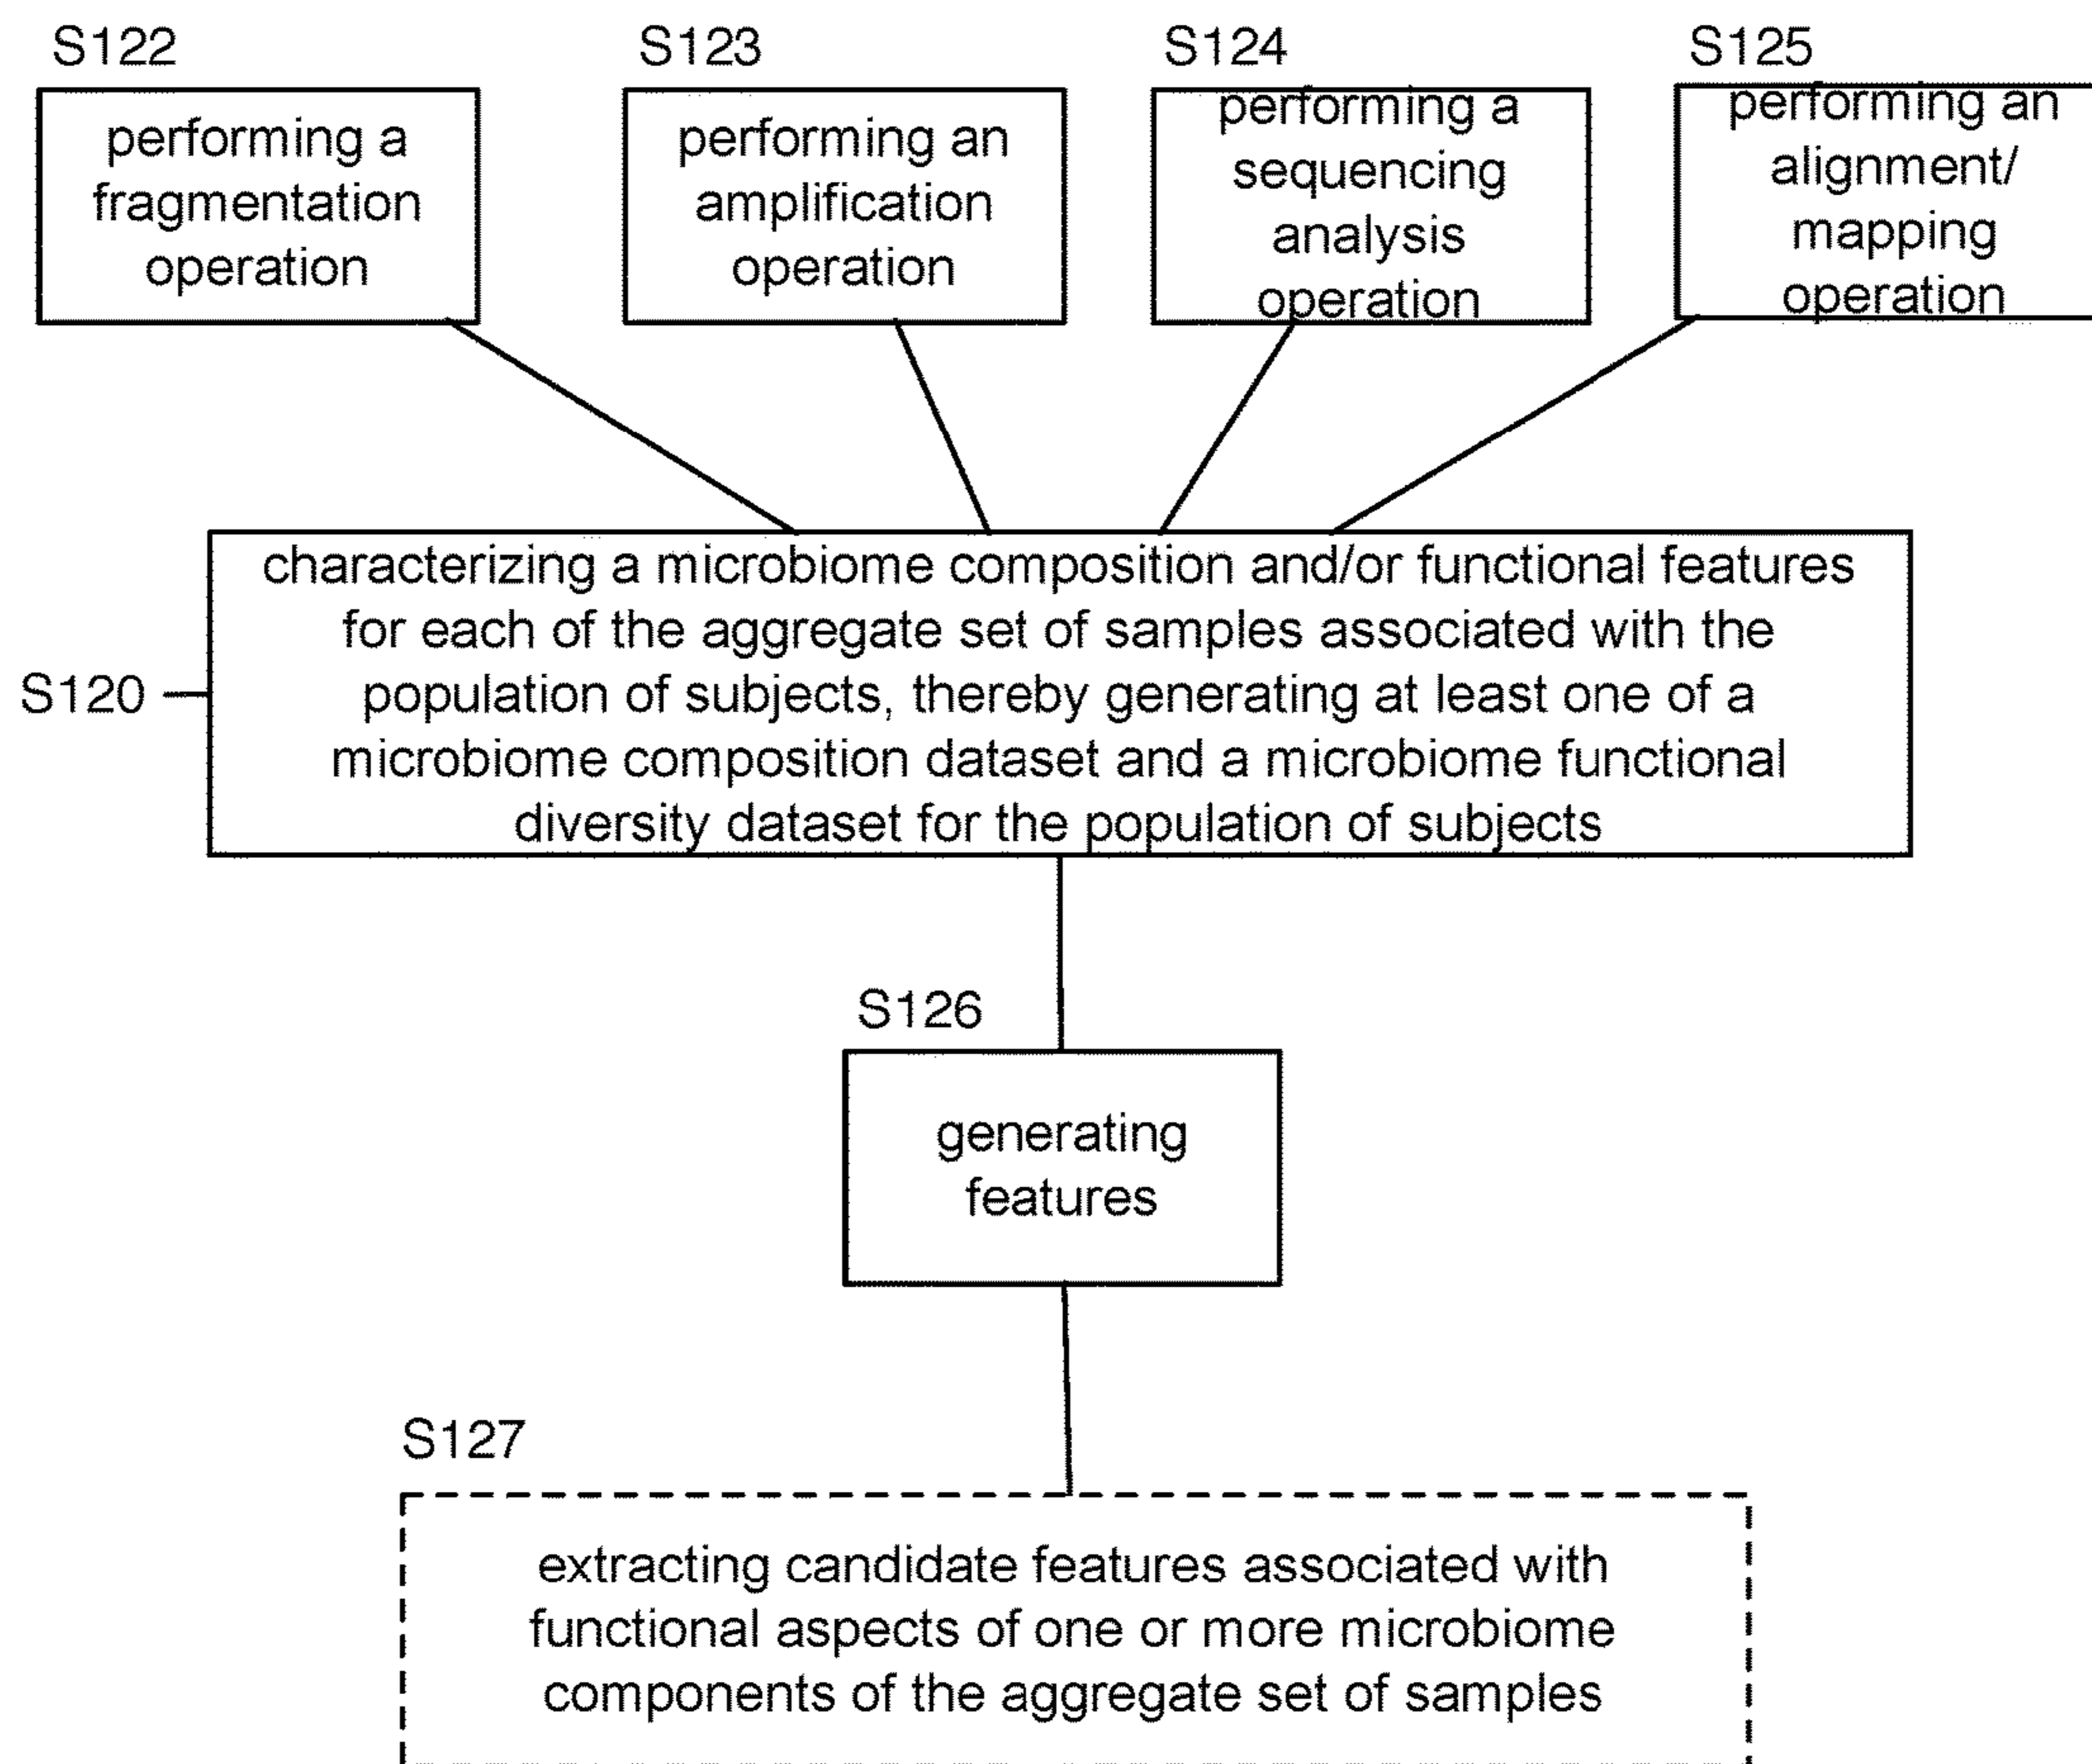 S122
performing a
fragmentation
operation
S123
performing an
amplification
operation
S124
performing a
sequencing
analysis
operation
S125
performing an
alignment/
mapping
operation
S120
characterizing a microbiome composition and/or functional features
for each of the aggregate set of samples associated with the
population of subjects, thereby generating at least one of a
microbiome composition dataset and a microbiome functional
diversity dataset for the population of subjects
S126
generating
features
S127
extracting candidate features associated with
functional aspects of one or more microbiome
components of the aggregate set of samples